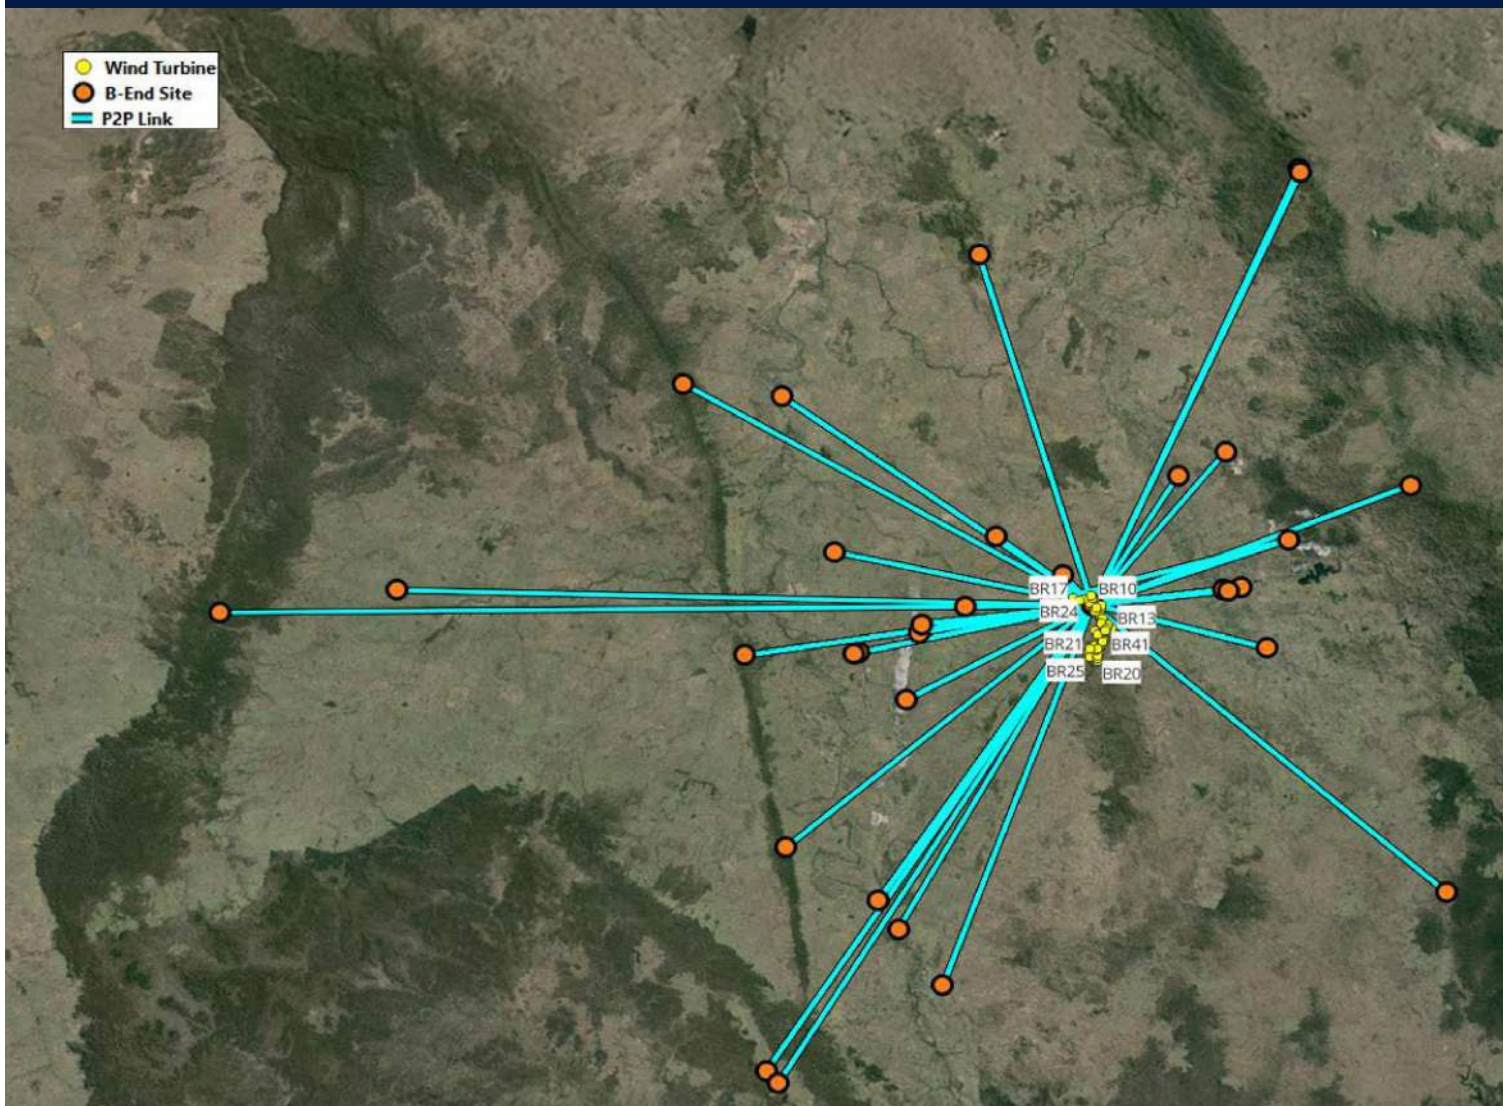 Wind Turbine
B-End Site
P2P Link
BR17
BR10
BR24
BR13
BR21
BR41
BR25
BR20